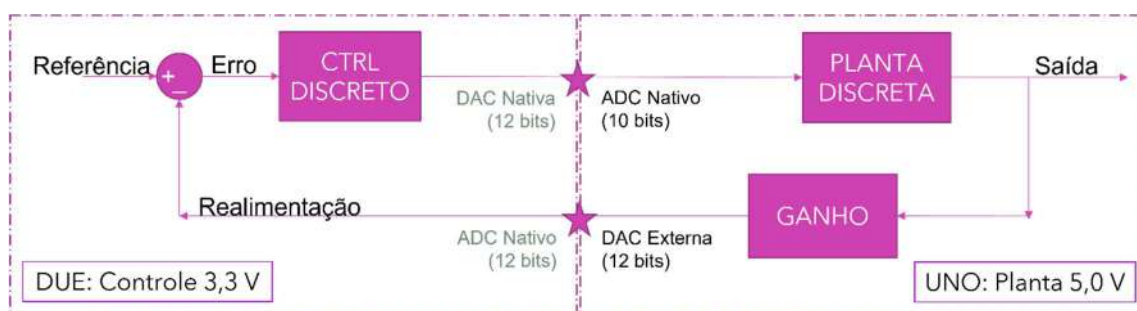 Referência
Erro
CTRL
DISCRETO
DAC Nativa
(12 bits)
ADC Nativo
(10 bits)
PLANTA
DISCRETA
Saída
Realimentação
ADC Nativo
(12 bits)
DAC Externa
(12 bits)
GANHO
DUE: Controle 3,3 V
UNO: Planta 5,0 V